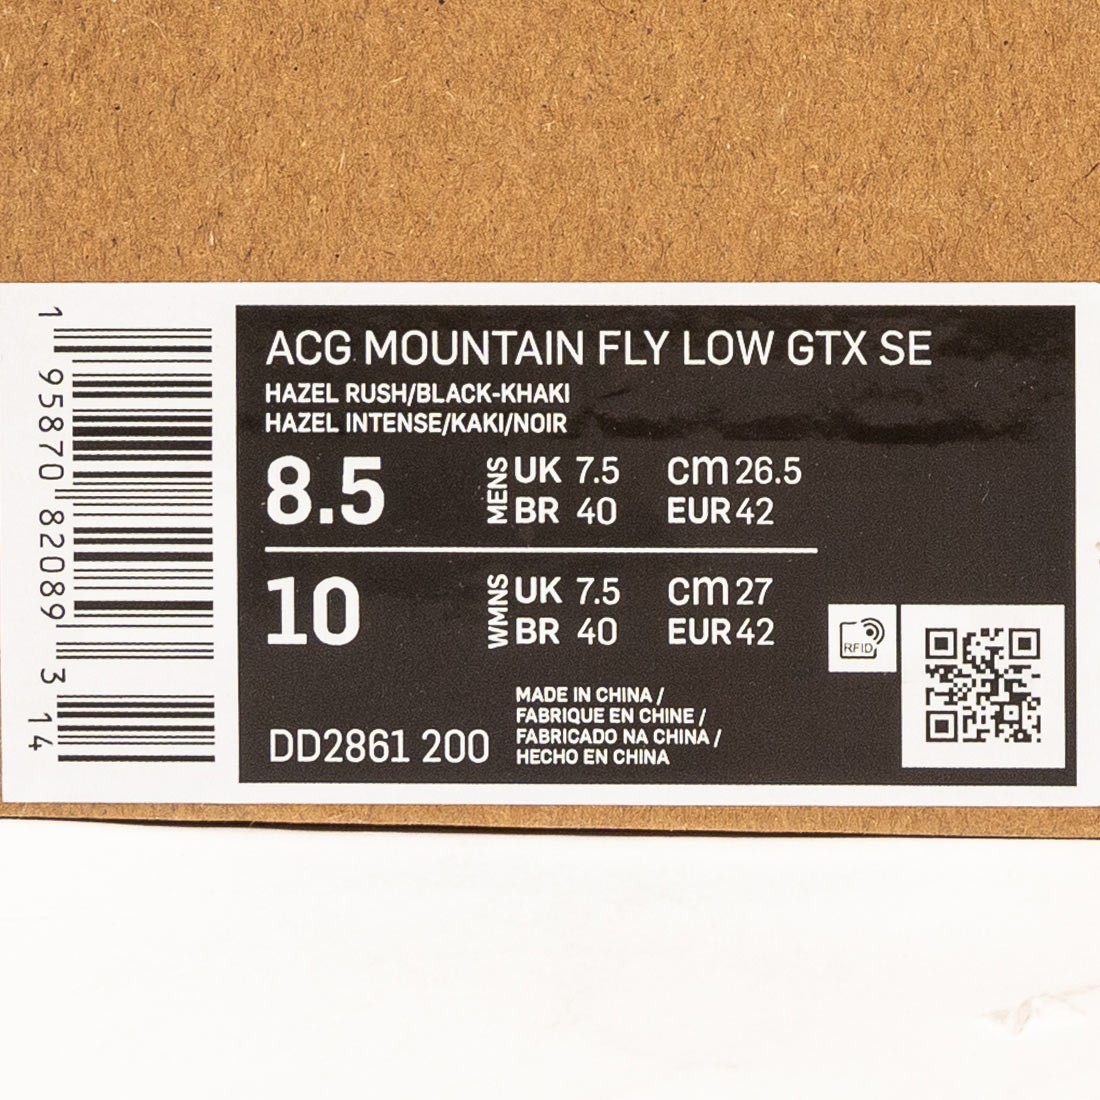 1 95870 82089 3 14
ACG MOUNTAIN FLY LOW GTX SE
HAZEL RUSH/BLACK-KHAKI
HAZEL INTENSE/KAKI/NOIR
8.5
MENS
UK 7.5 cm 26.5
BR 40 EUR 42
10
WMNS
UK 7.5 cm 27
BR 40 EUR 42
RFID
DD2861 200
MADE IN CHINA /
FABRIQUE EN CHINE /
FABRICADO NA CHINA /
HECHO EN CHINA